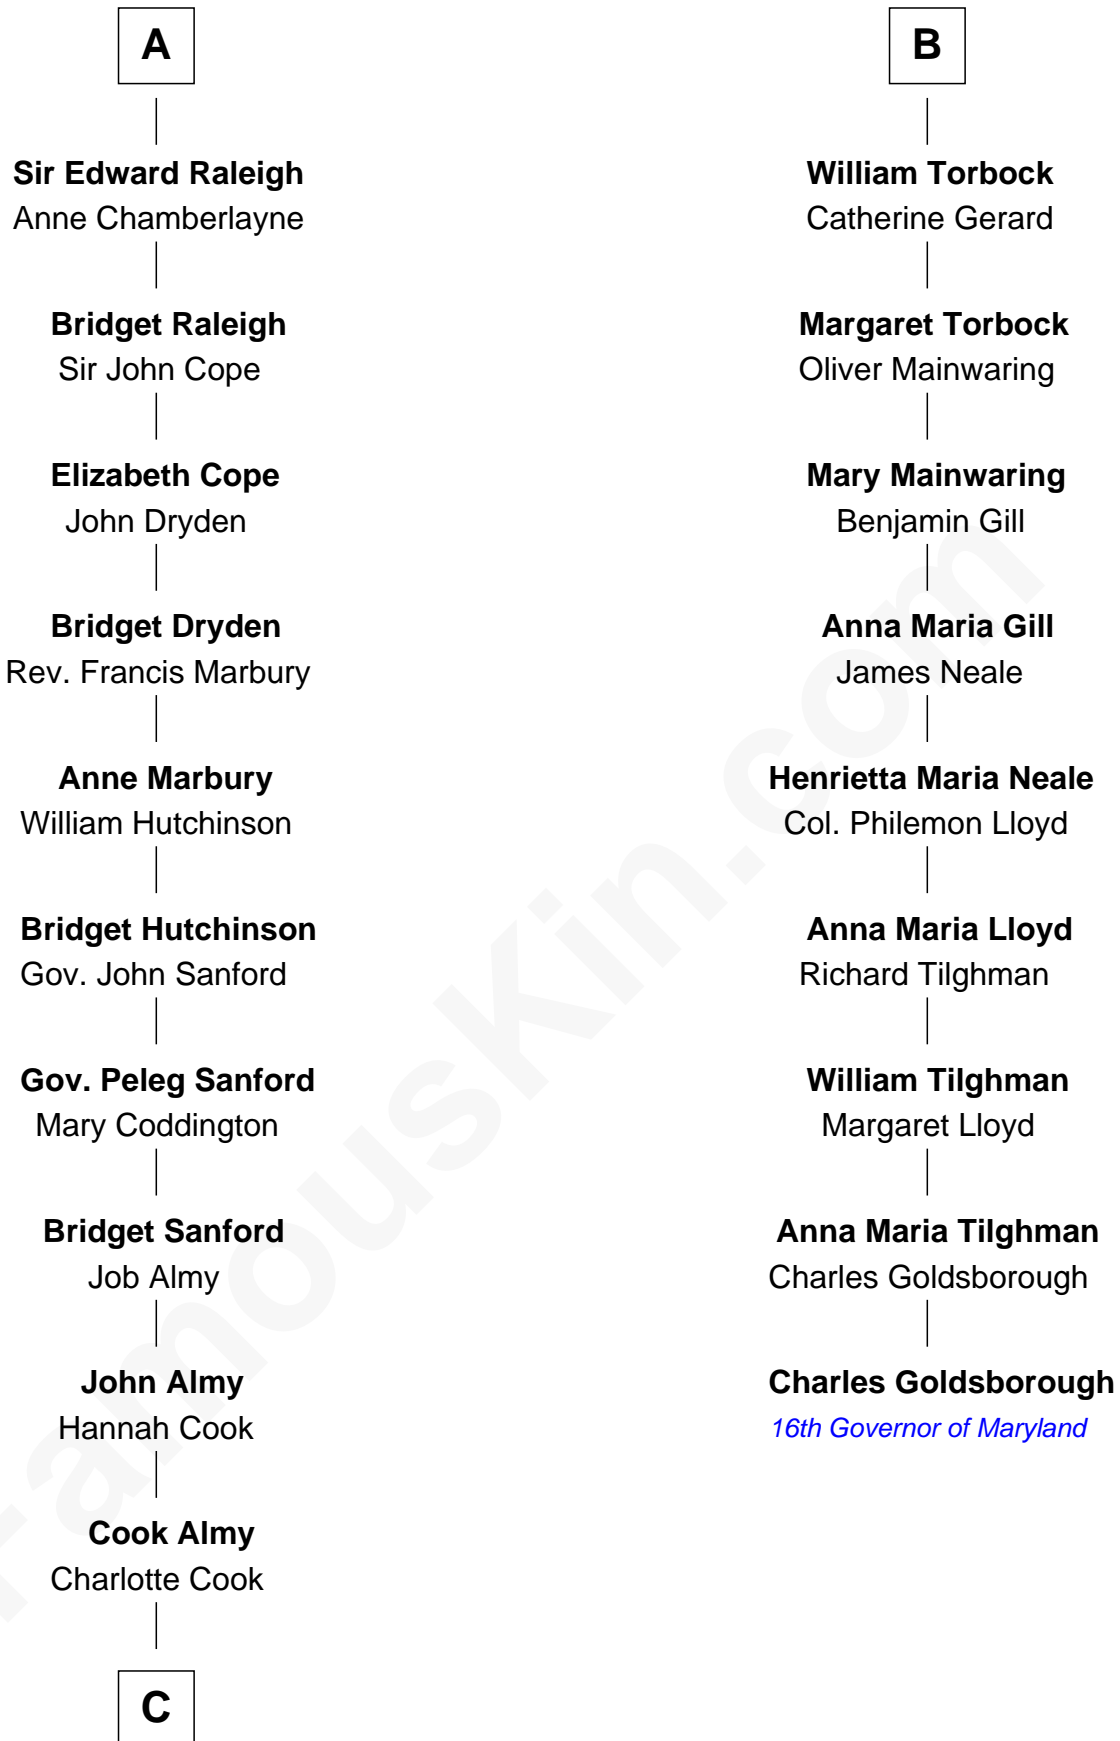 A
Sir Edward Raleigh
Anne Chamberlayne
Bridget Raleigh
Sir John Cope
Elizabeth Cope
John Dryden
Bridget Dryden
Rev. Francis Marbury
Anne Marbury
William Hutchinson
Bridget Hutchinson
Gov. John Sanford
Gov. Peleg Sanford
Mary Coddington
Bridget Sanford
Job Almy
John Almy
Hannah Cook
Cook Almy
Charlotte Cook
C
B
William Torbock
Catherine Gerard
Margaret Torbock
Oliver Mainwaring
Mary Mainwaring
Benjamin Gill
Anna Maria Gill
James Neale
Henrietta Maria Neale
Col. Philemon Lloyd
Anna Maria Lloyd
Richard Tilghman
William Tilghman
Margaret Lloyd
Anna Maria Tilghman
Charles Goldsborough
Charles Goldsborough
16th Governor of Maryland
FamousKin.com